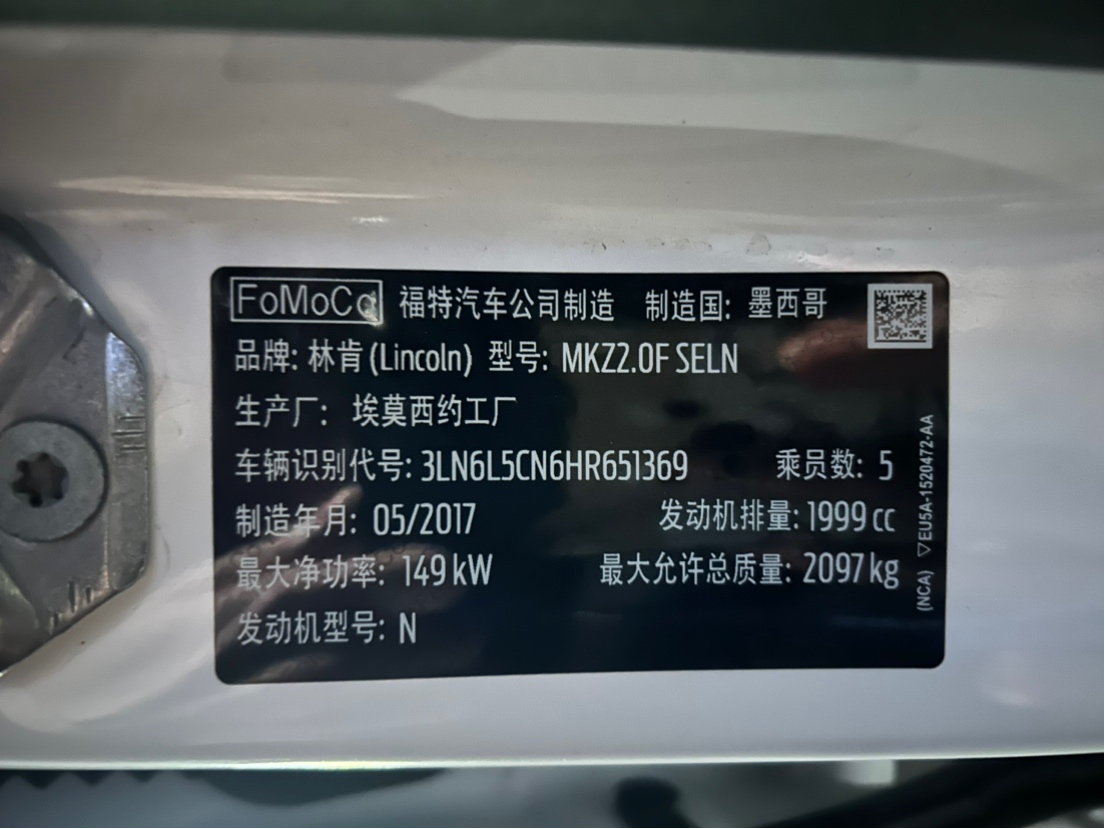 FoMoCo 福特汽车公司制造 制造国: 墨西哥
品牌: 林肯 (Lincoln) 型号: MKZ2.0F SELN
生产厂: 埃莫西约工厂
车辆识别代号: 3LN6L5CN6HR651369 乘员数: 5
制造年月: 05/2017 发动机排量: 1999 cc
最大净功率: 149 kW 最大允许总质量: 2097 kg
发动机型号: N
(NCA) ▽EU5A-1520472-AA